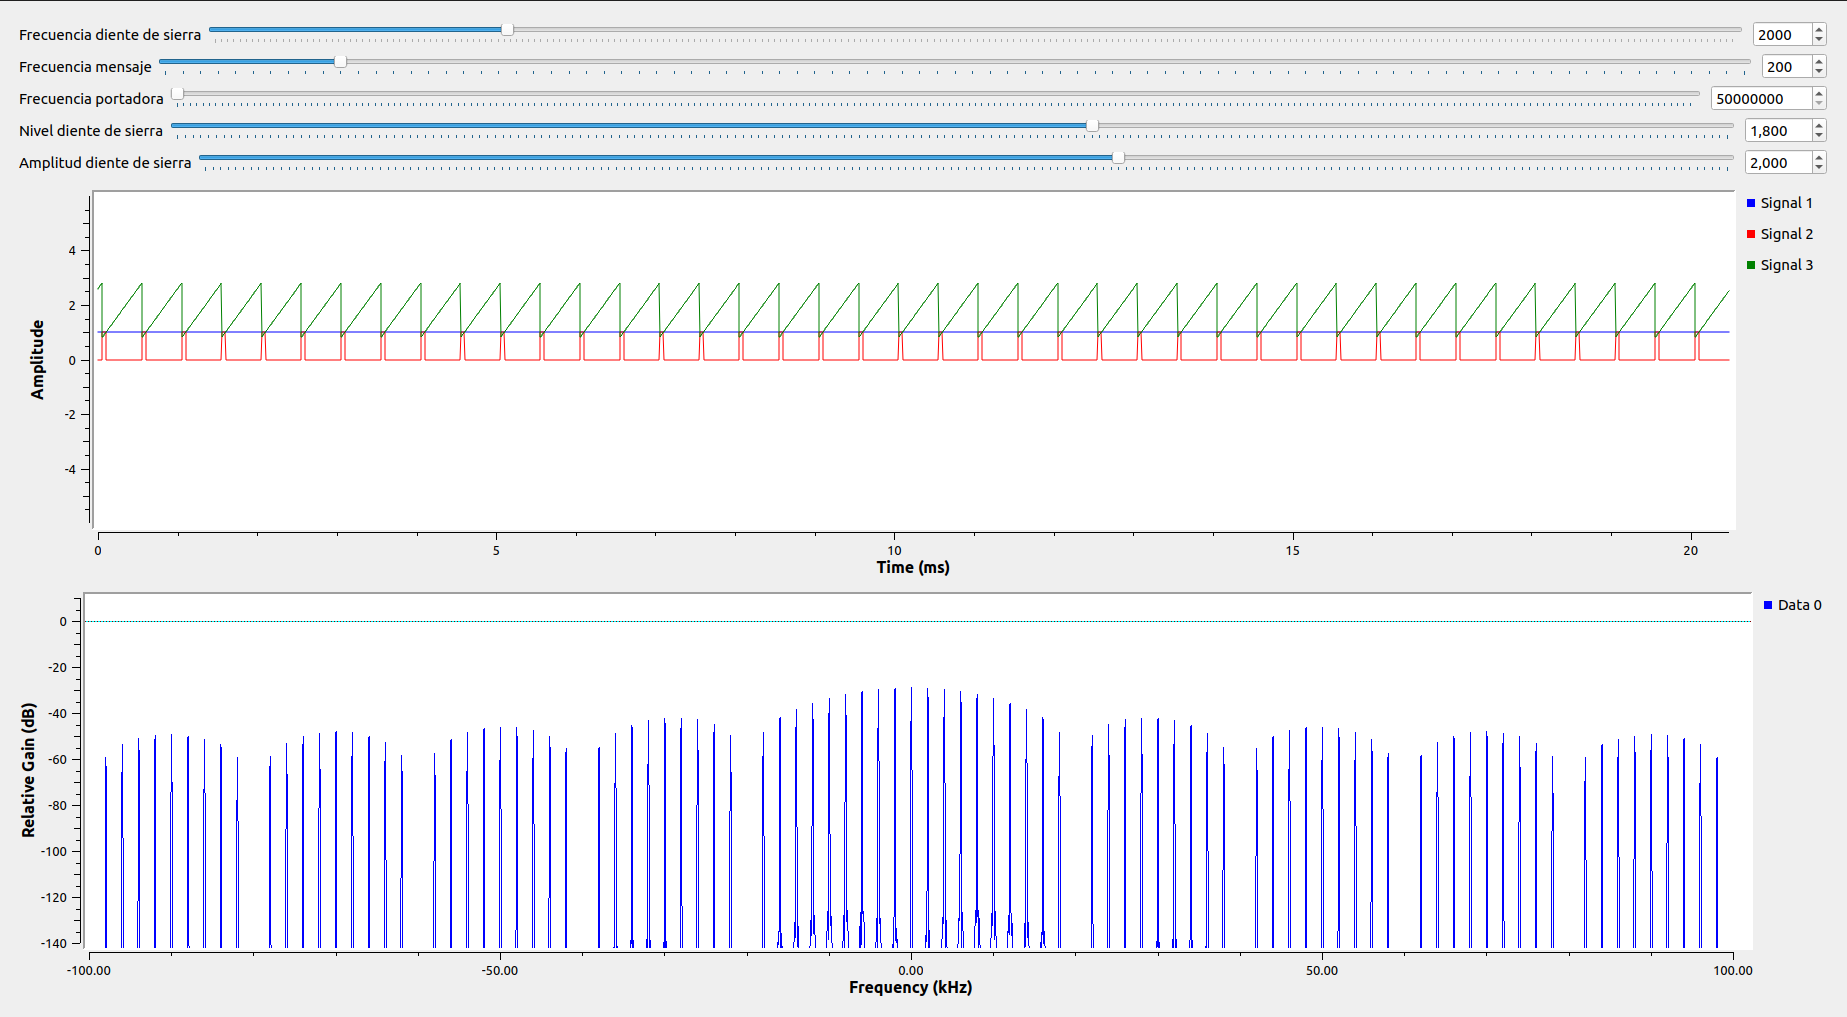 Frecuencia diente de sierra 2000
Frecuencia mensaje 200
Frecuencia portadora 50000000
Nivel diente de sierra 1,800
Amplitud diente de sierra 2,000
Signal 1
Signal 2
Signal 3
Amplitude
4
2
0
-2
-4
0 5 10 15 20
Time (ms)
Data 0
Relative Gain (dB)
0
-20
-40
-60
-80
-100
-120
-140
-100.00 -50.00 0.00 50.00 100.00
Frequency (kHz)